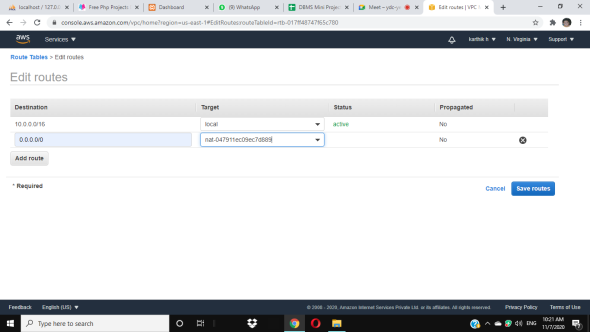 localhost / 127.0.
Free Php Projects
Dashboard
(9) WhatsApp
DBMS Mini Projec
Edit routes | VPC
console.aws.amazon.com/vpc/home?region=us-east-1#EditRoutes:routeTableId=rtb-017ff48747f65c780
aws Services karthik h N. Virginia Support
Route Tables > Edit routes
Edit routes
Destination Target Status Propagated
10.0.0.0/16 local active No
0.0.0.0/0 nat-047911ec09ec7d889 No
Add route
* Required
Cancel Save routes
Feedback English (US) © 2008 - 2020, Amazon Internet Services Private Ltd. or its affiliates. All rights reserved. Privacy Policy Terms of Use
Type here to search
ENG
10:21 AM
11/7/2020